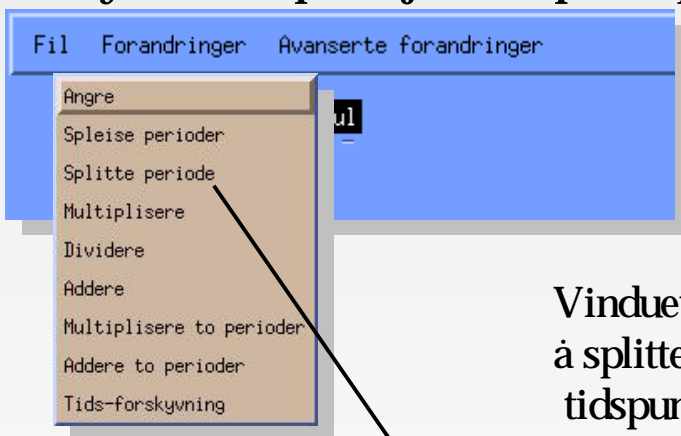 Fil Forandringer Avanserte forandringer
Angre
Spleise perioder
Splitte periode
Multiplisere
Dividere
Addere
Multiplisere to perioder
Addere to perioder
Tids-forskyvning
ul
Vindue
å splitte
tidspun